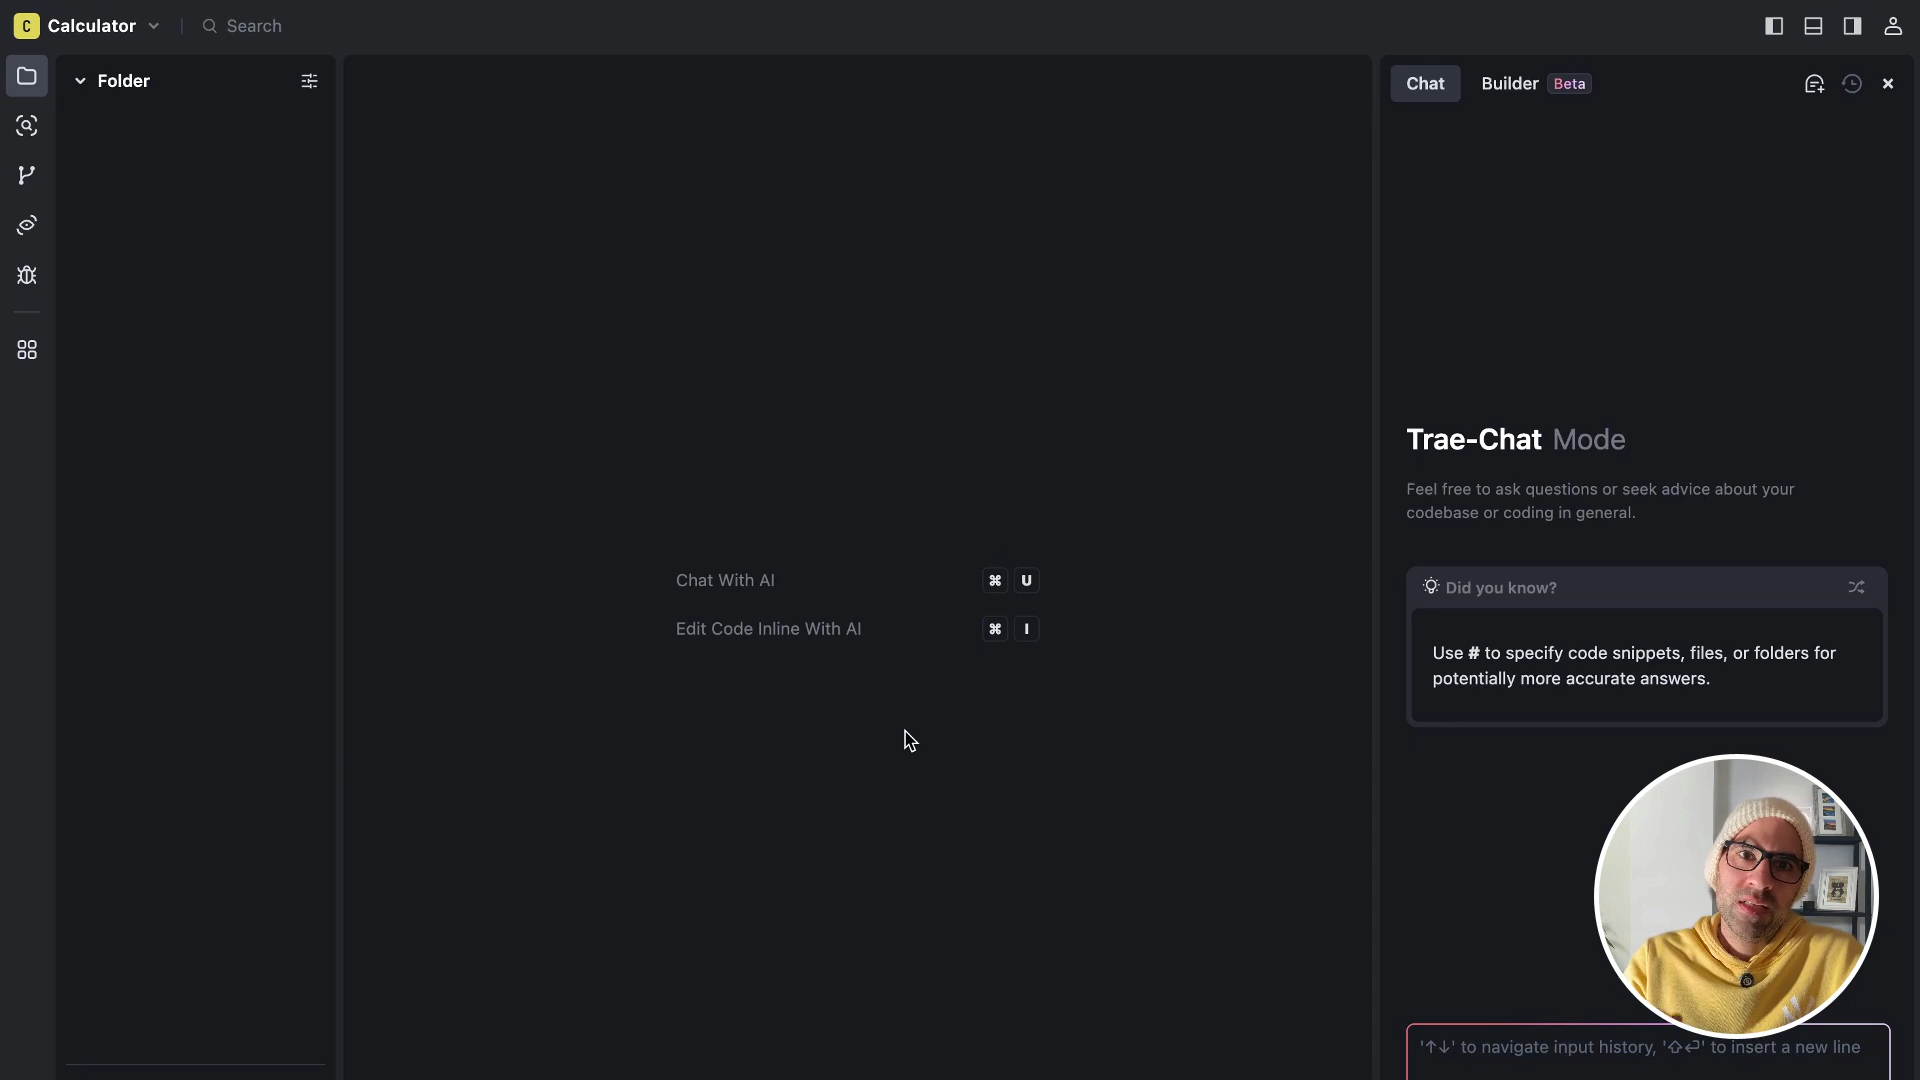 C Calculator
Search
Folder
Chat With AI ⌘ U
Edit Code Inline With AI ⌘ I
Chat
Builder Beta
Trae-Chat Mode
Feel free to ask questions or seek advice about your
codebase or coding in general.
Did you know?
Use # to specify code snippets, files, or folders for
potentially more accurate answers.
'↑↓' to navigate input history, '⇧⏎' to insert a new line